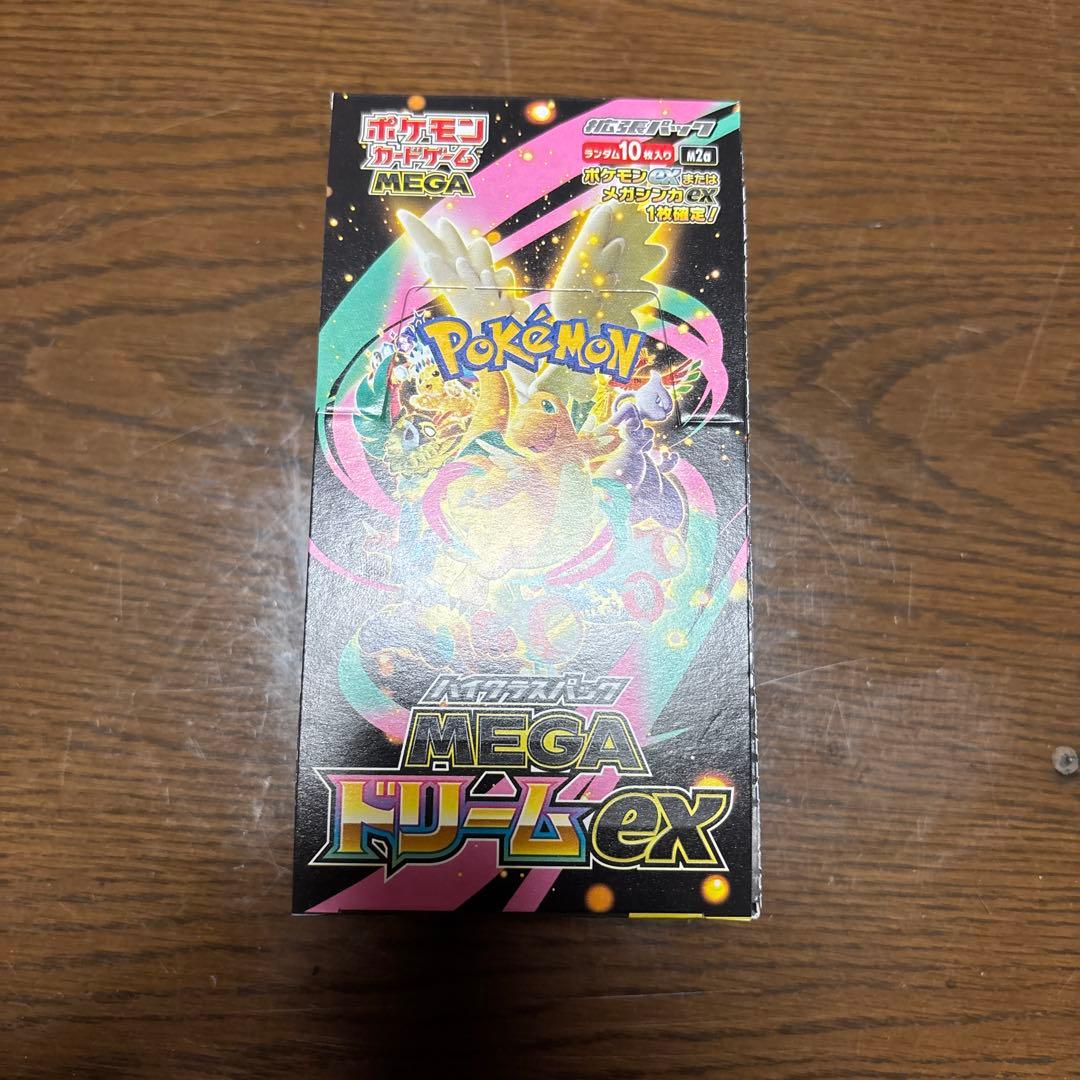 ポケモン
カードゲーム
MEGA
拡張パック
ランダム10枚入り M2a
ポケモンexまたは
メガシンカex
1枚確定!
POKéMON
TM
ハイクラスパック
MEGA
ドリームex